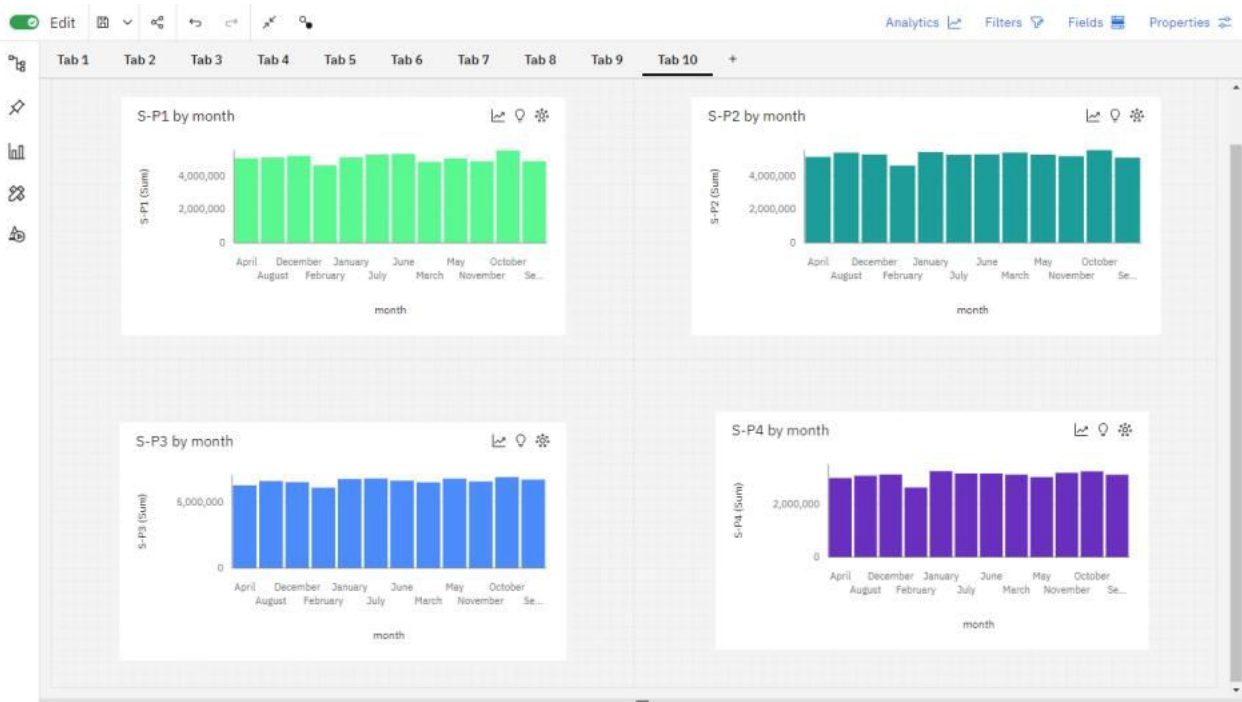 Edit Analytics Filters Fields Properties
Tab 1 Tab 2 Tab 3 Tab 4 Tab 5 Tab 6 Tab 7 Tab 8 Tab 9 Tab 10 +
S-P1 by month
S-P1 (Sum)
4,000,000
2,000,000
0
April December January June May October
August February July March November Se...
month
S-P2 by month
S-P2 (Sum)
4,000,000
2,000,000
0
April December January June May October
August February July March November Se...
month
S-P3 by month
S-P3 (Sum)
5,000,000
0
April December January June May October
August February July March November Se...
month
S-P4 by month
S-P4 (Sum)
2,000,000
0
April December January June May October
August February July March November Se...
month